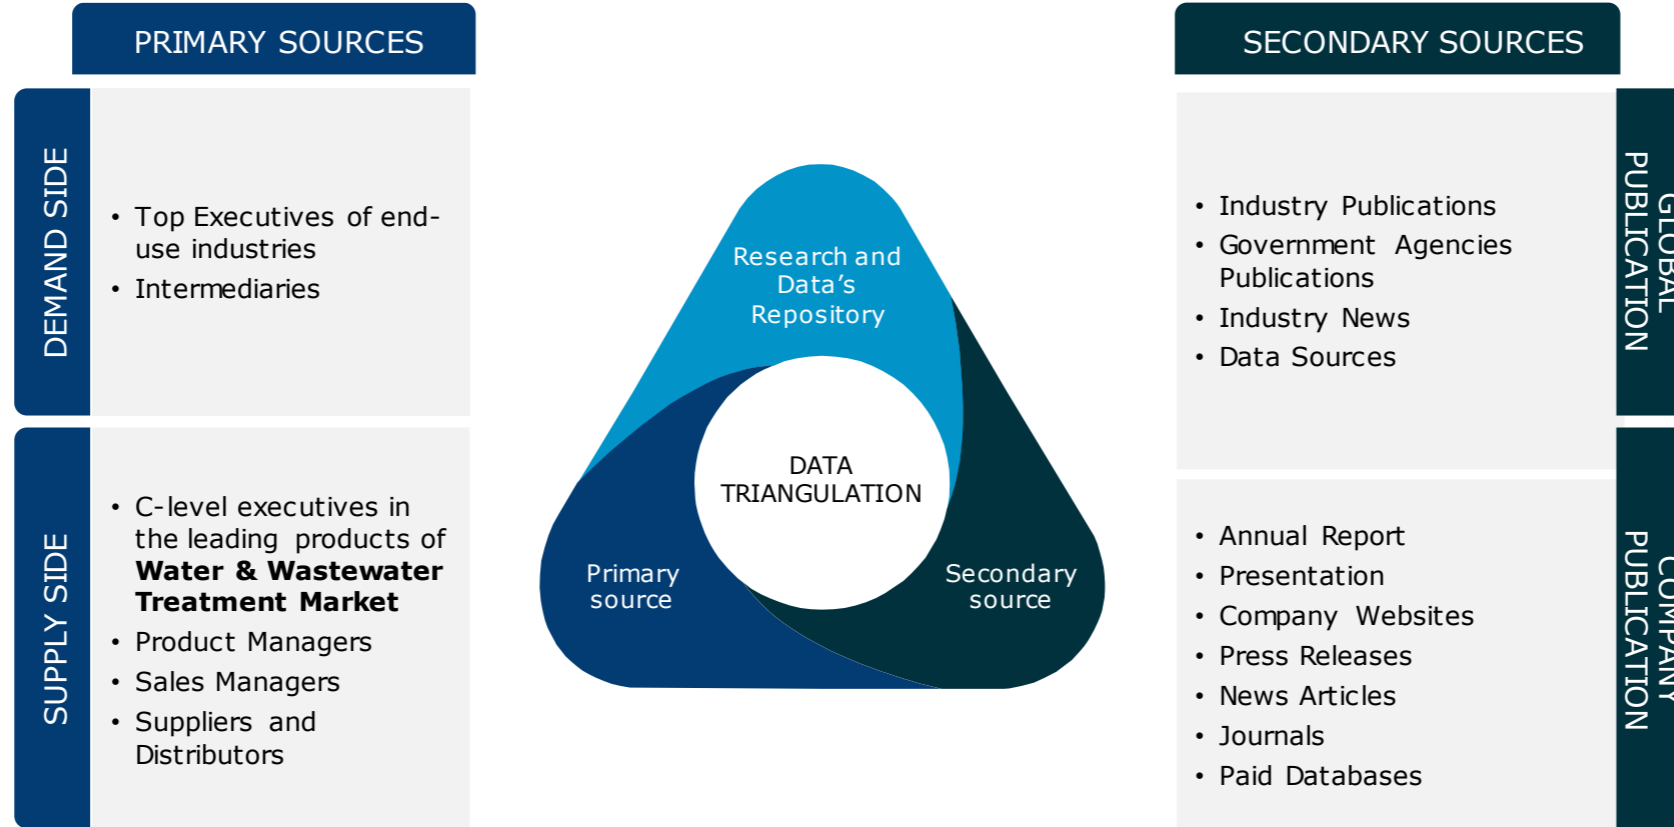 PRIMARY SOURCES
DEMAND SIDE
• Top Executives of end-
use industries
• Intermediaries
SUPPLY SIDE
• C-level executives in
the leading products of
Water & Wastewater
Treatment Market
• Product Managers
• Sales Managers
• Suppliers and
Distributors
Research and
Data’s
Repository
DATA
TRIANGULATION
Primary
source
Secondary
source
SECONDARY SOURCES
• Industry Publications
• Government Agencies
Publications
• Industry News
• Data Sources
GLOBAL
PUBLICATION
• Annual Report
• Presentation
• Company Websites
• Press Releases
• News Articles
• Journals
• Paid Databases
COMPANY
PUBLICATION